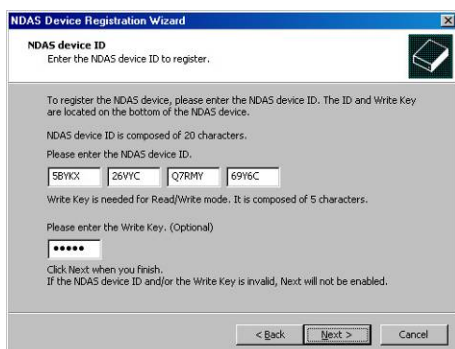 NDAS Device Registration Wizard
NDAS device ID
Enter the NDAS device ID to register.
To register the NDAS device, please enter the NDAS device ID. The ID and Write Key
are located on the bottom of the NDAS device.
NDAS device ID is composed of 20 characters.
Please enter the NDAS device ID.
5BYKX 26VYC Q7RMY 69Y6C
Write Key is needed for Read/Write mode. It is composed of 5 characters.
Please enter the Write Key. (Optional)
•••••
Click Next when you finish.
If the NDAS device ID and/or the Write Key is invalid, Next will not be enabled.
< Back Next > Cancel